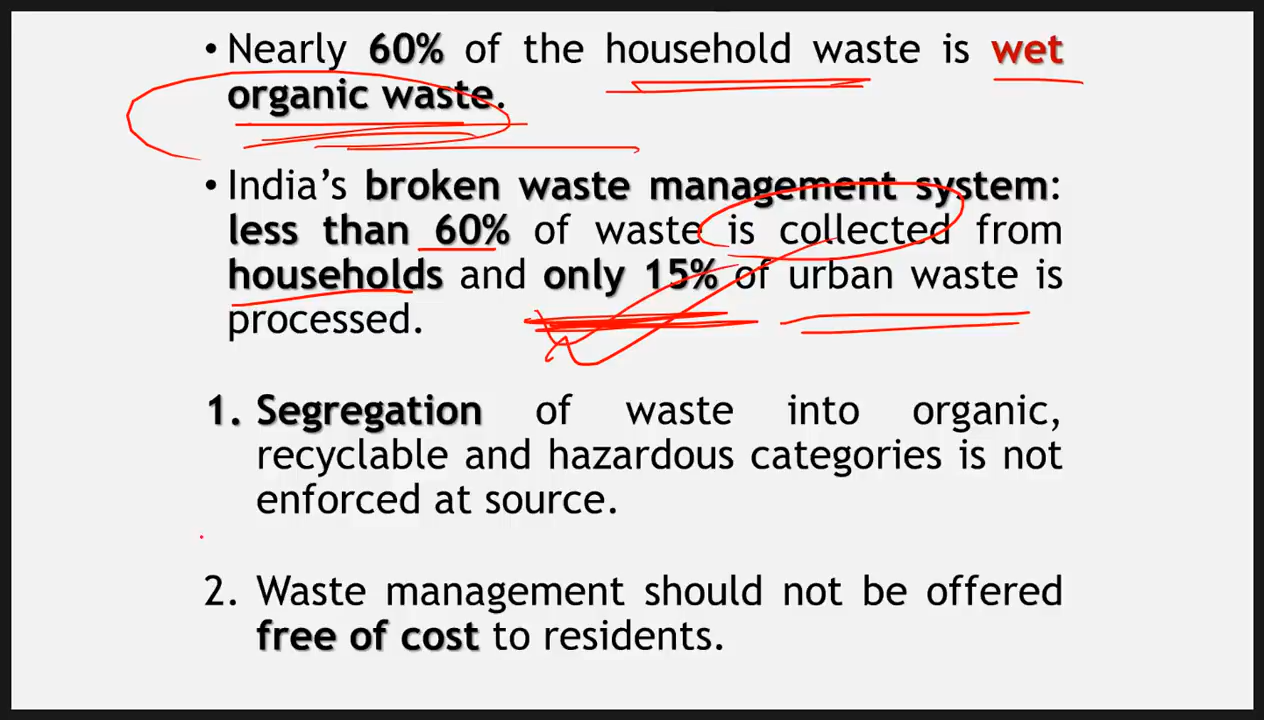 • Nearly 60% of the household waste is wet
organic waste.
• India’s broken waste management system:
less than 60% of waste is collected from
households and only 15% of urban waste is
processed.
1. Segregation of waste into organic,
recyclable and hazardous categories is not
enforced at source.
2. Waste management should not be offered
free of cost to residents.